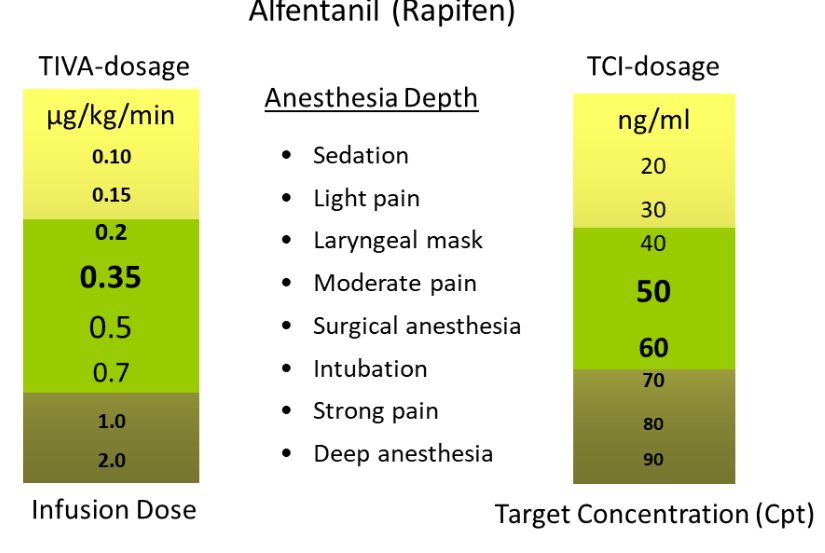 Alfentanil (Rapifen)
TIVA-dosage
µg/kg/min
0.10
0.15
0.2
0.35
0.5
0.7
1.0
2.0
Infusion Dose
Anesthesia Depth
• Sedation
• Light pain
• Laryngeal mask
• Moderate pain
• Surgical anesthesia
• Intubation
• Strong pain
• Deep anesthesia
TCI-dosage
ng/ml
20
30
40
50
60
70
80
90
Target Concentration (Cpt)